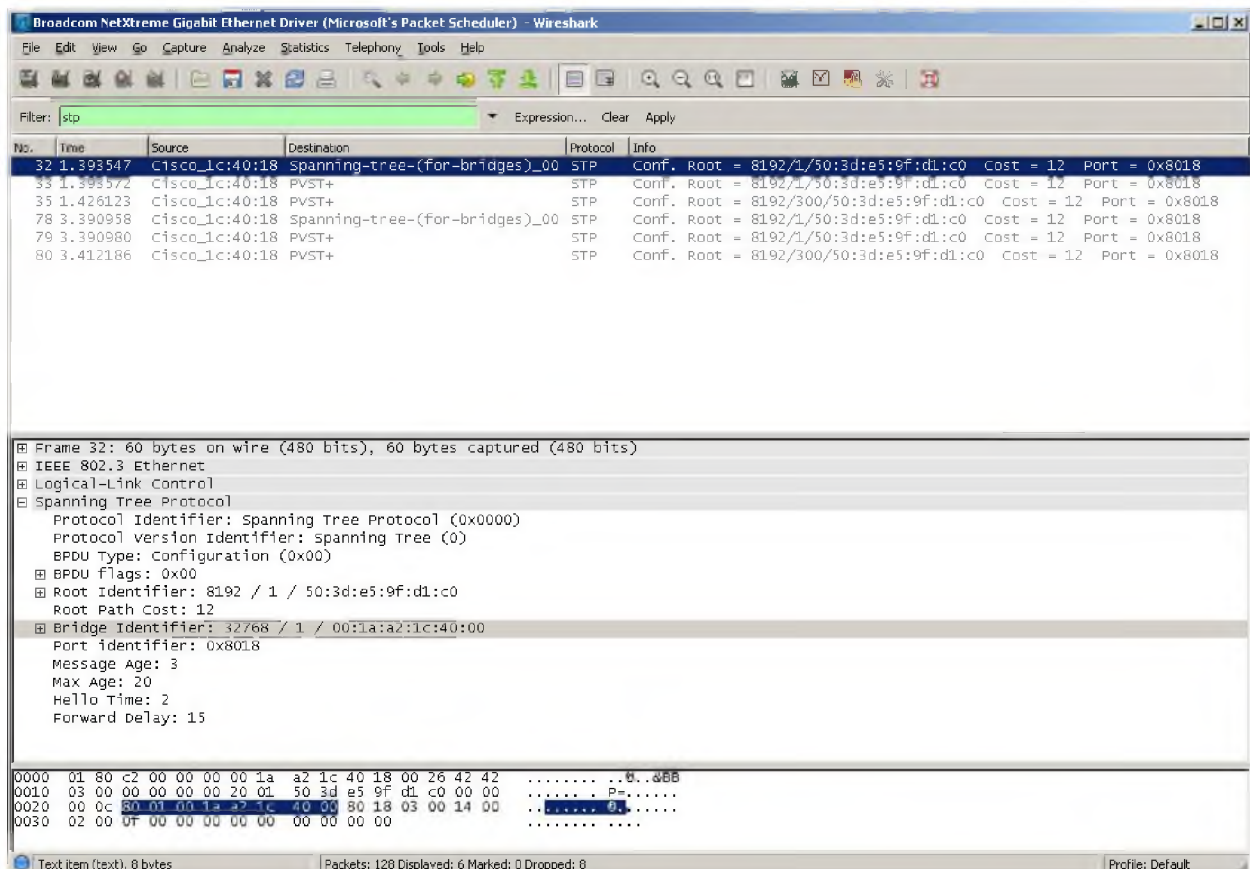 Broadcom NetXtreme Gigabit Ethernet Driver (Microsoft's Packet Scheduler) - Wireshark
File Edit View Go Capture Analyze Statistics Telephony Tools Help
Filter: stp Expression... Clear Apply
No. Time Source Destination Protocol Info
32 1.393547 Cisco_1c:40:18 Spanning-tree-(for-bridges)_00 STP Conf. Root = 8192/1/50:3d:e5:9f:d1:c0 Cost = 12 Port = 0x8018
33 1.393572 Cisco_1c:40:18 PVST+ STP Conf. Root = 8192/1/50:3d:e5:9f:d1:c0 Cost = 12 Port = 0x8018
35 1.426123 Cisco_1c:40:18 PVST+ STP Conf. Root = 8192/300/50:3d:e5:9f:d1:c0 Cost = 12 Port = 0x8018
78 3.390958 Cisco_1c:40:18 Spanning-tree-(for-bridges)_00 STP Conf. Root = 8192/1/50:3d:e5:9f:d1:c0 Cost = 12 Port = 0x8018
79 3.390980 Cisco_1c:40:18 PVST+ STP Conf. Root = 8192/1/50:3d:e5:9f:d1:c0 Cost = 12 Port = 0x8018
80 3.412186 Cisco_1c:40:18 PVST+ STP Conf. Root = 8192/300/50:3d:e5:9f:d1:c0 Cost = 12 Port = 0x8018
Frame 32: 60 bytes on wire (480 bits), 60 bytes captured (480 bits)
IEEE 802.3 Ethernet
Logical-Link Control
Spanning Tree Protocol
Protocol Identifier: Spanning Tree Protocol (0x0000)
Protocol Version Identifier: Spanning Tree (0)
BPDU Type: Configuration (0x00)
BPDU flags: 0x00
Root Identifier: 8192 / 1 / 50:3d:e5:9f:d1:c0
Root Path Cost: 12
Bridge Identifier: 32768 / 1 / 00:1a:a2:1c:40:00
Port identifier: 0x8018
Message Age: 3
Max Age: 20
Hello Time: 2
Forward Delay: 15
0000 01 80 c2 00 00 00 00 1a a2 1c 40 18 00 26 42 42 ........ ..@..&BB
0010 03 00 00 00 00 00 20 01 50 3d e5 9f d1 c0 00 00 ...... . P=......
0020 00 0c 80 01 00 1a a2 1c 40 00 80 18 03 00 14 00 ........ @.......
0030 02 00 0f 00 00 00 00 00 00 00 00 00 ........ ....
Text item (text), 8 bytes Packets: 128 Displayed: 6 Marked: 0 Dropped: 8 Profile: Default